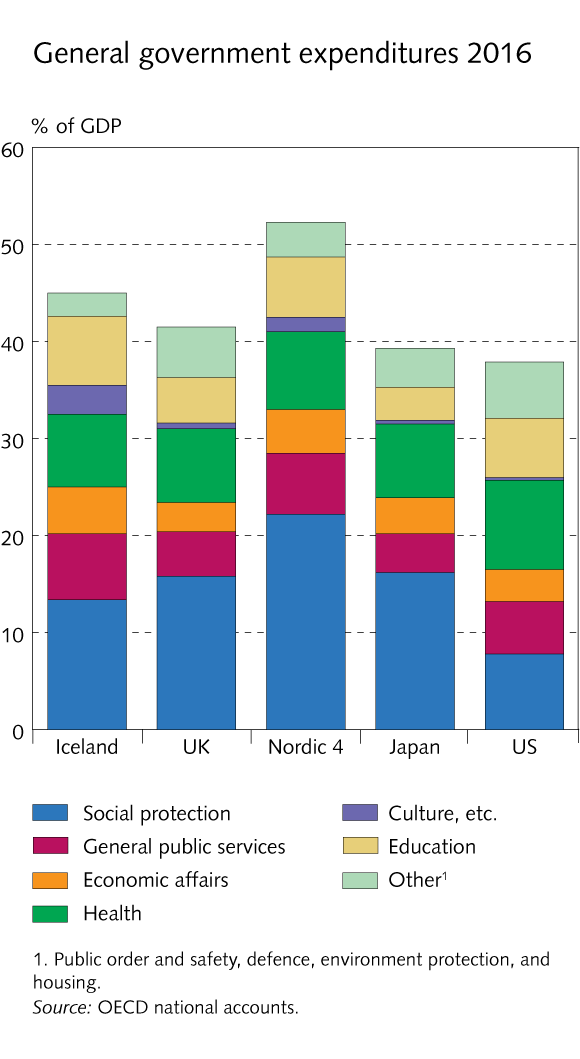 General government expenditures 2016
% of GDP
60
50
40
30
20
10
0
Iceland UK Nordic 4 Japan US
Social protection
General public services
Economic affairs
Health
Culture, etc.
Education
Other¹
1. Public order and safety, defence, environment protection, and
housing.
Source: OECD national accounts.